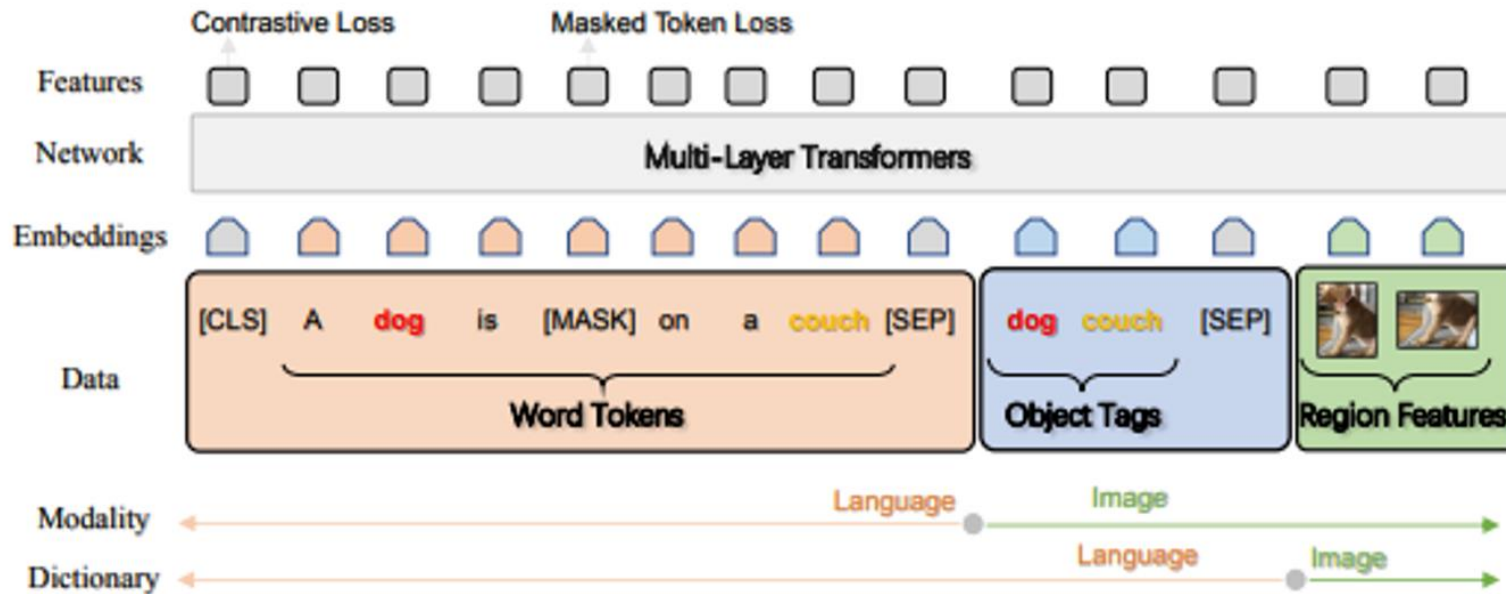 Contrastive Loss Masked Token Loss
Features
Network Multi-Layer Transformers
Embeddings
[CLS] A dog is [MASK] on a couch [SEP] dog couch [SEP]
Data
Word Tokens Object Tags Region Features
Modality Language Image
Dictionary Language Image